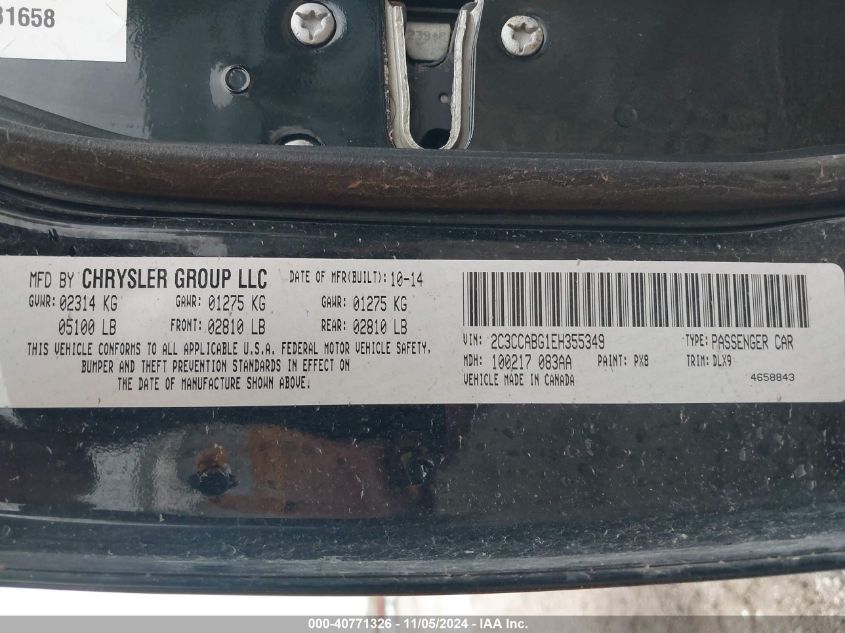 31658
MFD BY CHRYSLER GROUP LLC DATE OF MFR(BUILT): 10-14
GVWR: 02314 KG GAWR: 01275 KG GAWR: 01275 KG
05100 LB FRONT: 02810 LB REAR: 02810 LB
THIS VEHICLE CONFORMS TO ALL APPLICABLE U.S.A. FEDERAL MOTOR VEHICLE SAFETY,
BUMPER AND THEFT PREVENTION STANDARDS IN EFFECT ON
THE DATE OF MANUFACTURE SHOWN ABOVE.
VIN: 2C3CCABG1EH355349 TYPE: PASSENGER CAR
MDH: 100217 083AA PAINT: PX8 TRIM: DLX9
VEHICLE MADE IN CANADA 4658843
000-40771326 - 11/05/2024 - IAA Inc.